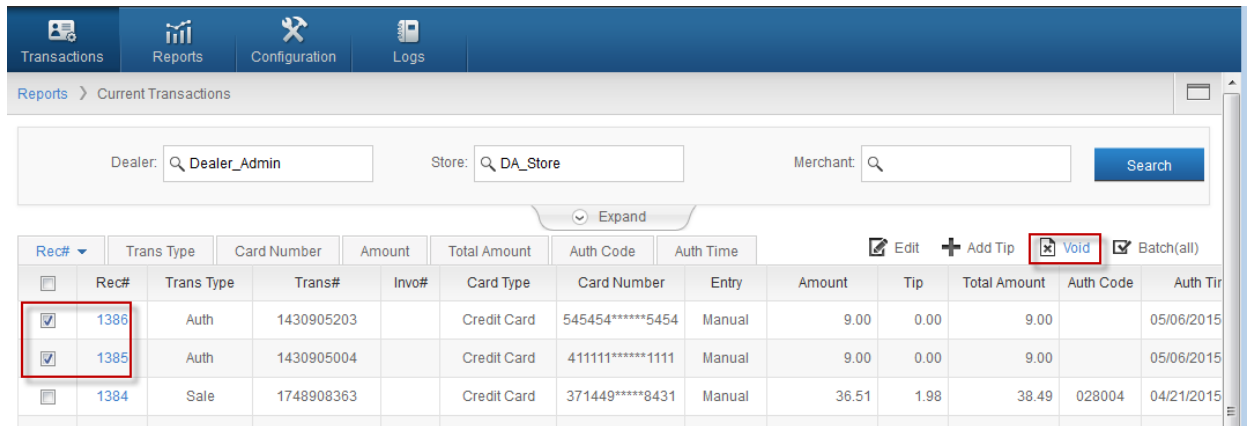 Transactions Reports Configuration Logs
Reports Current Transactions
Dealer: Dealer_Admin Store: DA_Store Merchant: Search
Expand
Rec# Trans Type Card Number Amount Total Amount Auth Code Auth Time Edit Add Tip Void Batch(all)
Rec# Trans Type Trans# Invo# Card Type Card Number Entry Amount Tip Total Amount Auth Code Auth Tir
1386 Auth 1430905203 Credit Card 545454******5454 Manual 9.00 0.00 9.00 05/06/2015
1385 Auth 1430905004 Credit Card 411111******1111 Manual 9.00 0.00 9.00 05/06/2015
1384 Sale 1748908363 Credit Card 371449*****8431 Manual 36.51 1.98 38.49 028004 04/21/2015